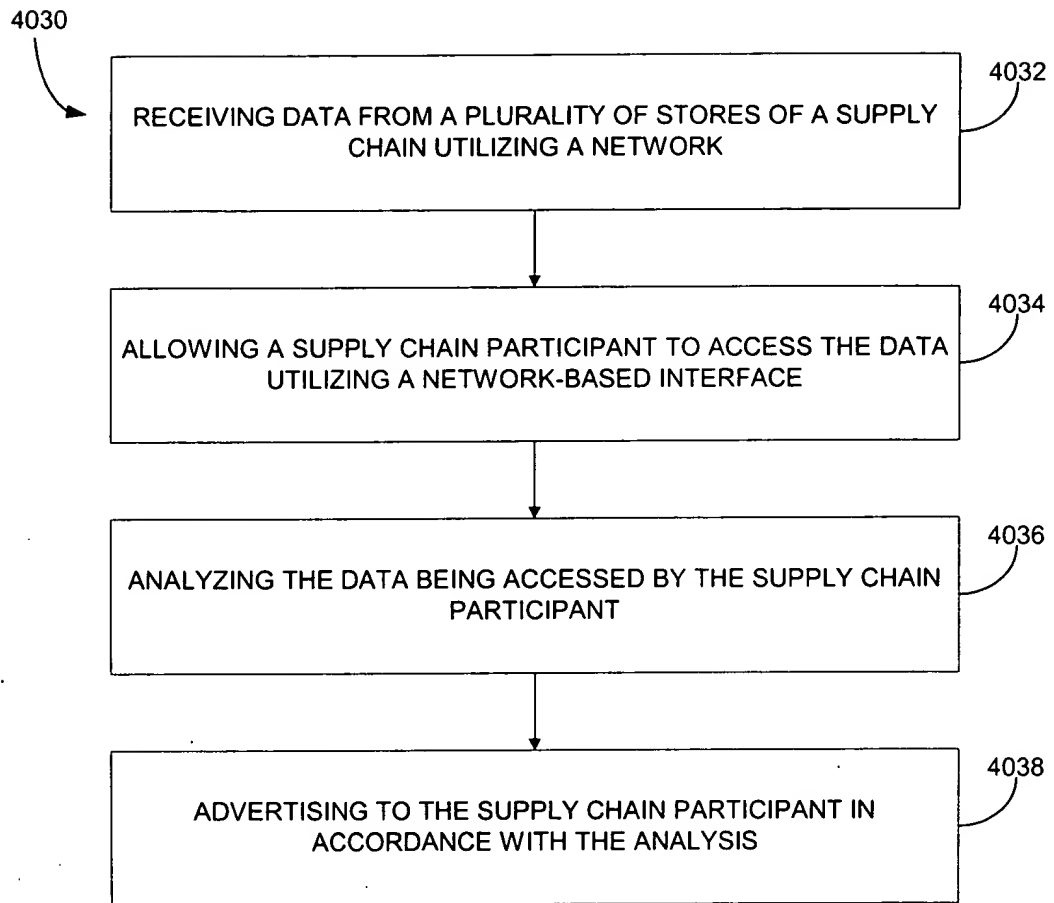 4030
4032
RECEIVING DATA FROM A PLURALITY OF STORES OF A SUPPLY
CHAIN UTILIZING A NETWORK
4034
ALLOWING A SUPPLY CHAIN PARTICIPANT TO ACCESS THE DATA
UTILIZING A NETWORK-BASED INTERFACE
4036
ANALYZING THE DATA BEING ACCESSED BY THE SUPPLY CHAIN
PARTICIPANT
4038
ADVERTISING TO THE SUPPLY CHAIN PARTICIPANT IN
ACCORDANCE WITH THE ANALYSIS